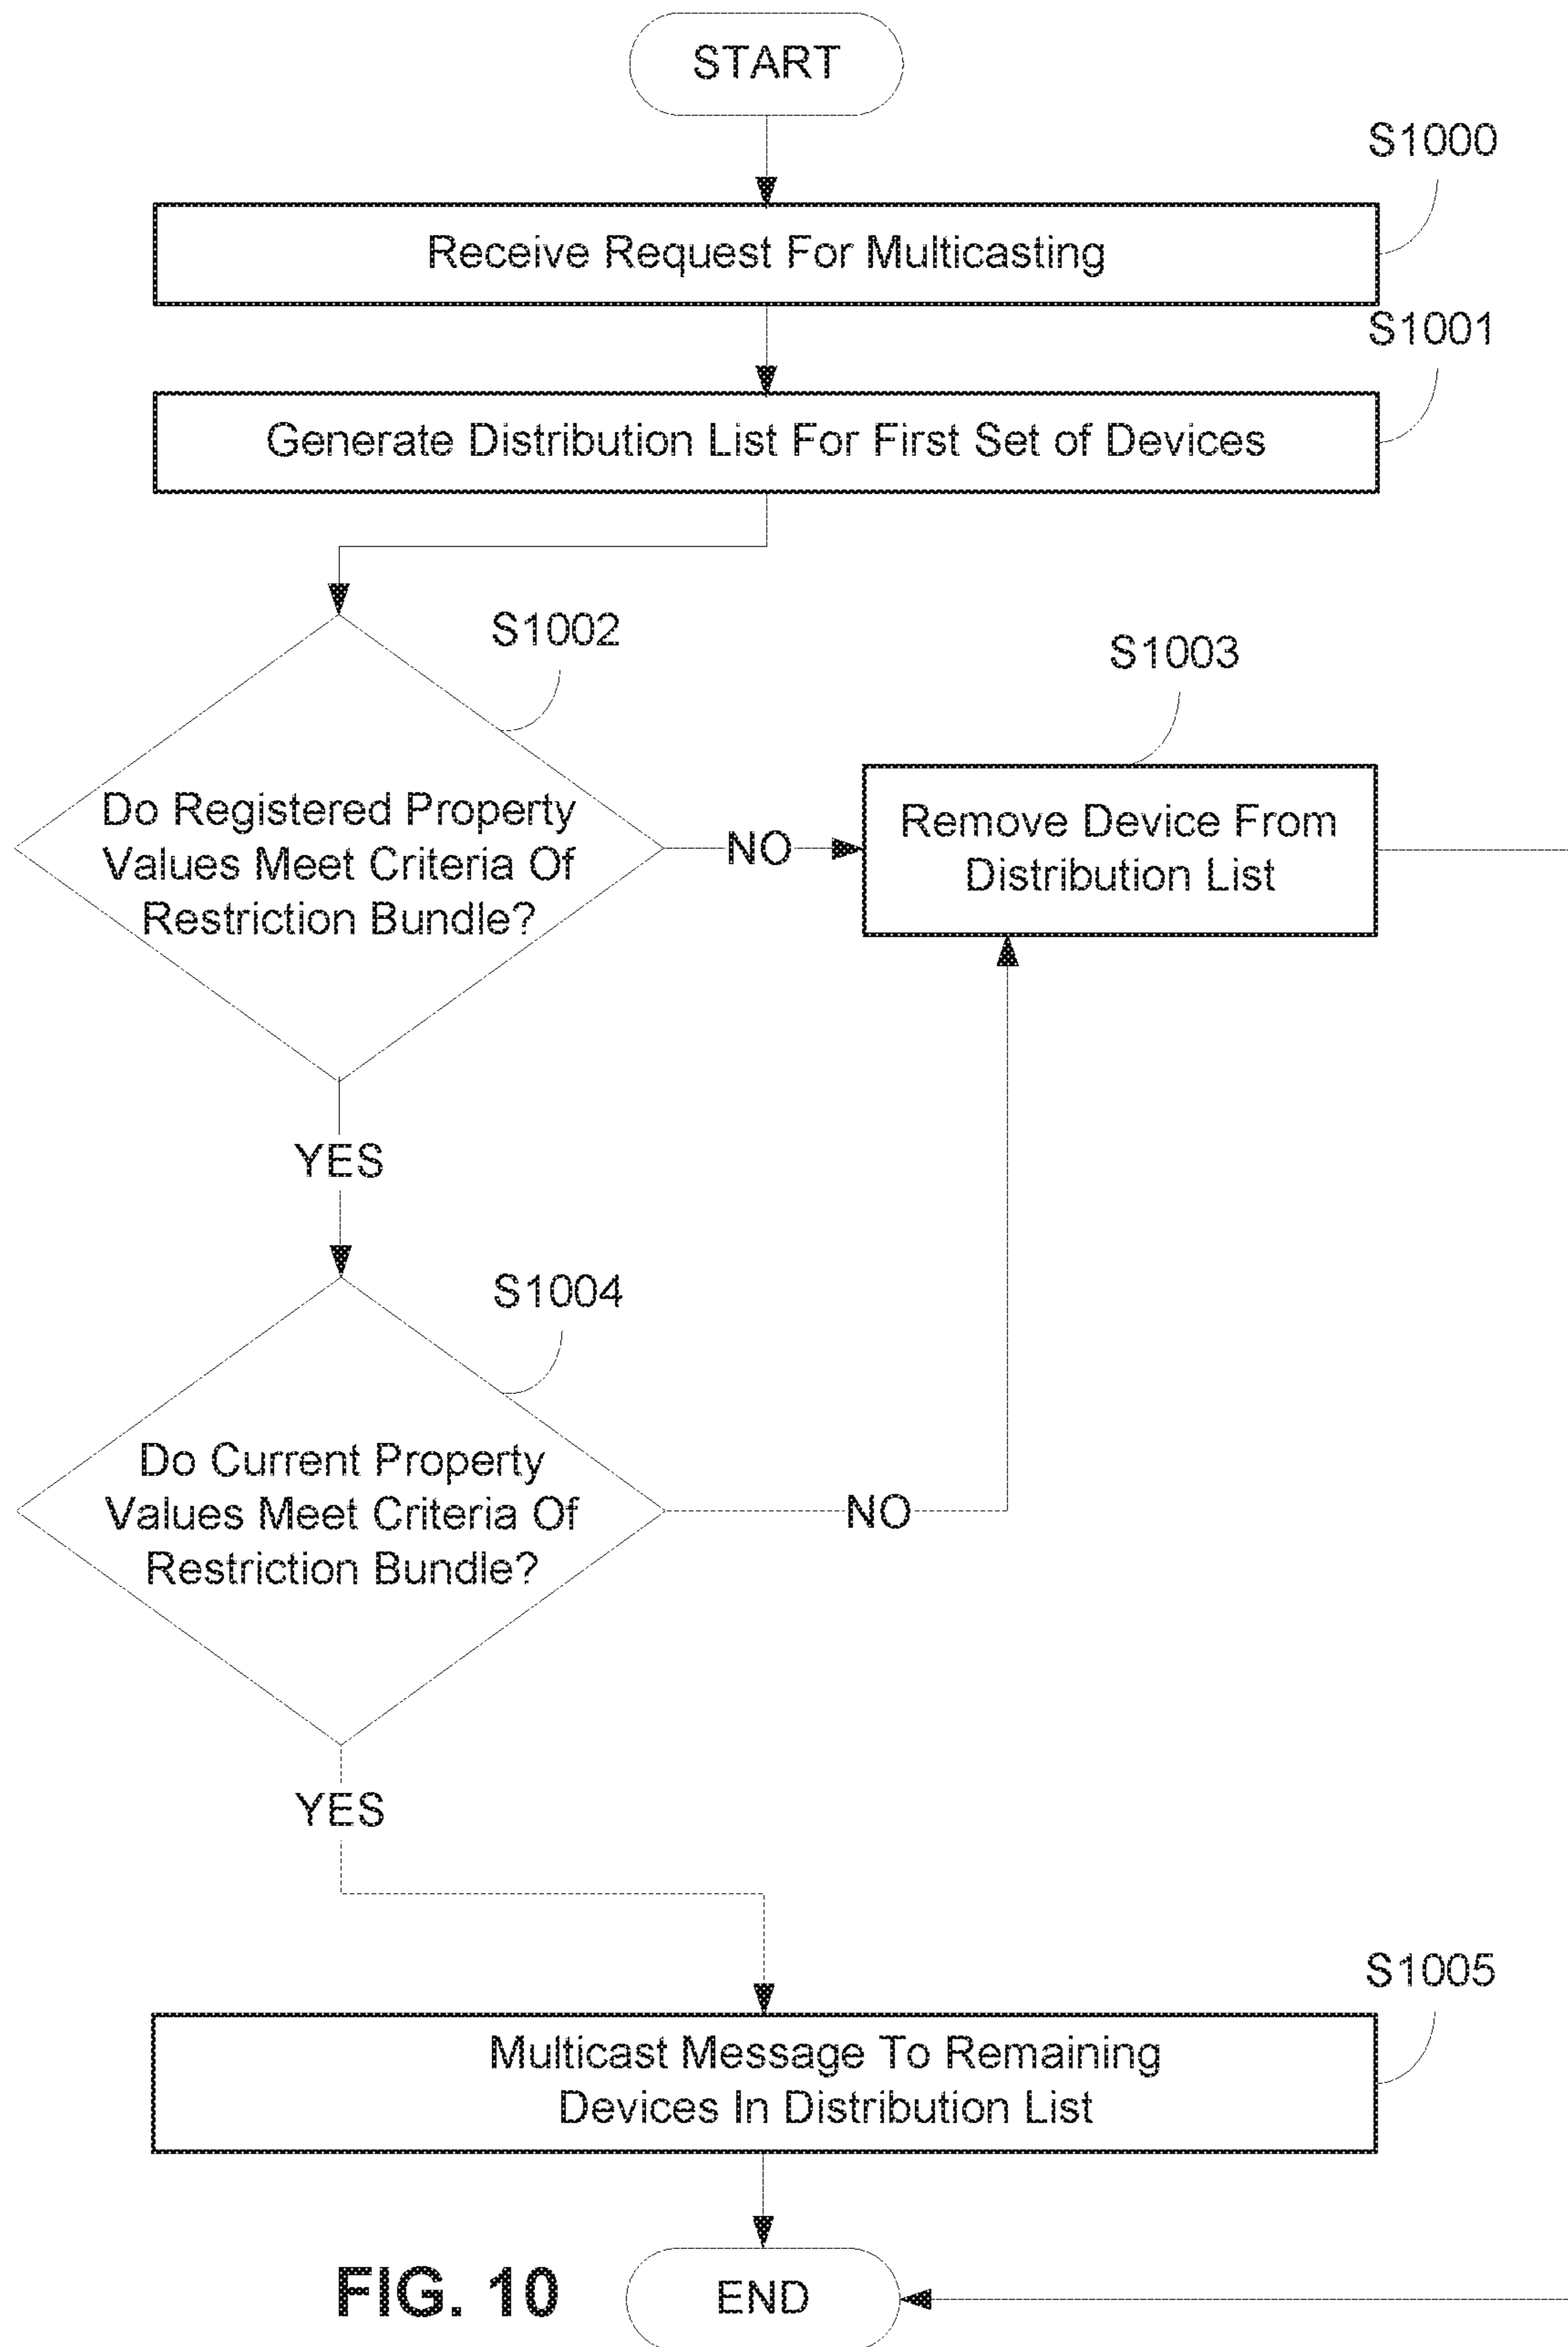 START
S1000
Receive Request For Multicasting
S1001
Generate Distribution List For First Set of Devices
S1002
S1003
Do Registered Property
Values Meet Criteria Of
Restriction Bundle?
NO
Remove Device From
Distribution List
YES
S1004
Do Current Property
Values Meet Criteria Of
Restriction Bundle?
NO
YES
S1005
Multicast Message To Remaining
Devices In Distribution List
FIG. 10
END